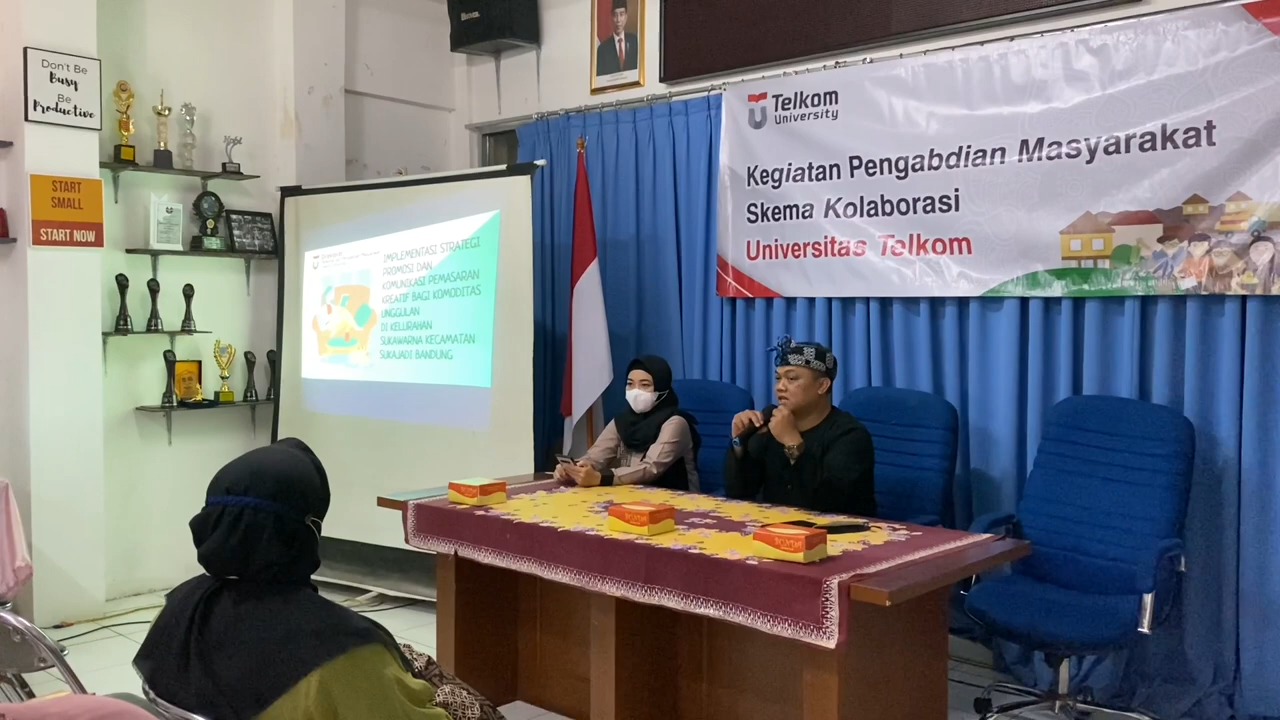 Don't Be
Busy
Be
Productive
START
SMALL
START NOW
Telkom
University
Kegiatan Pengabdian Masyarakat
Skema Kolaborasi
Universitas Telkom
IMPLEMENTASI STRATEGI
PROMOSI DAN
KOMUNIKASI PEMASARAN
KREATIF BAGI KOMODITAS
UNGGULAN
DI KELURAHAN
SUKAWARNA KECAMATAN
SUKAJADI BANDUNG